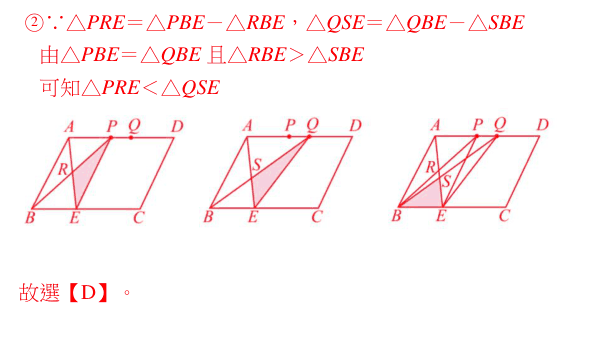 ②∵△PRE=△PBE-△RBE,△QSE=△QBE-△SBE
由△PBE=△QBE 且△RBE>△SBE
可知△PRE<△QSE
A P Q D
R
B E C
A P Q D
S
B E C
A P Q D
R
S
B E C
故選【D】。